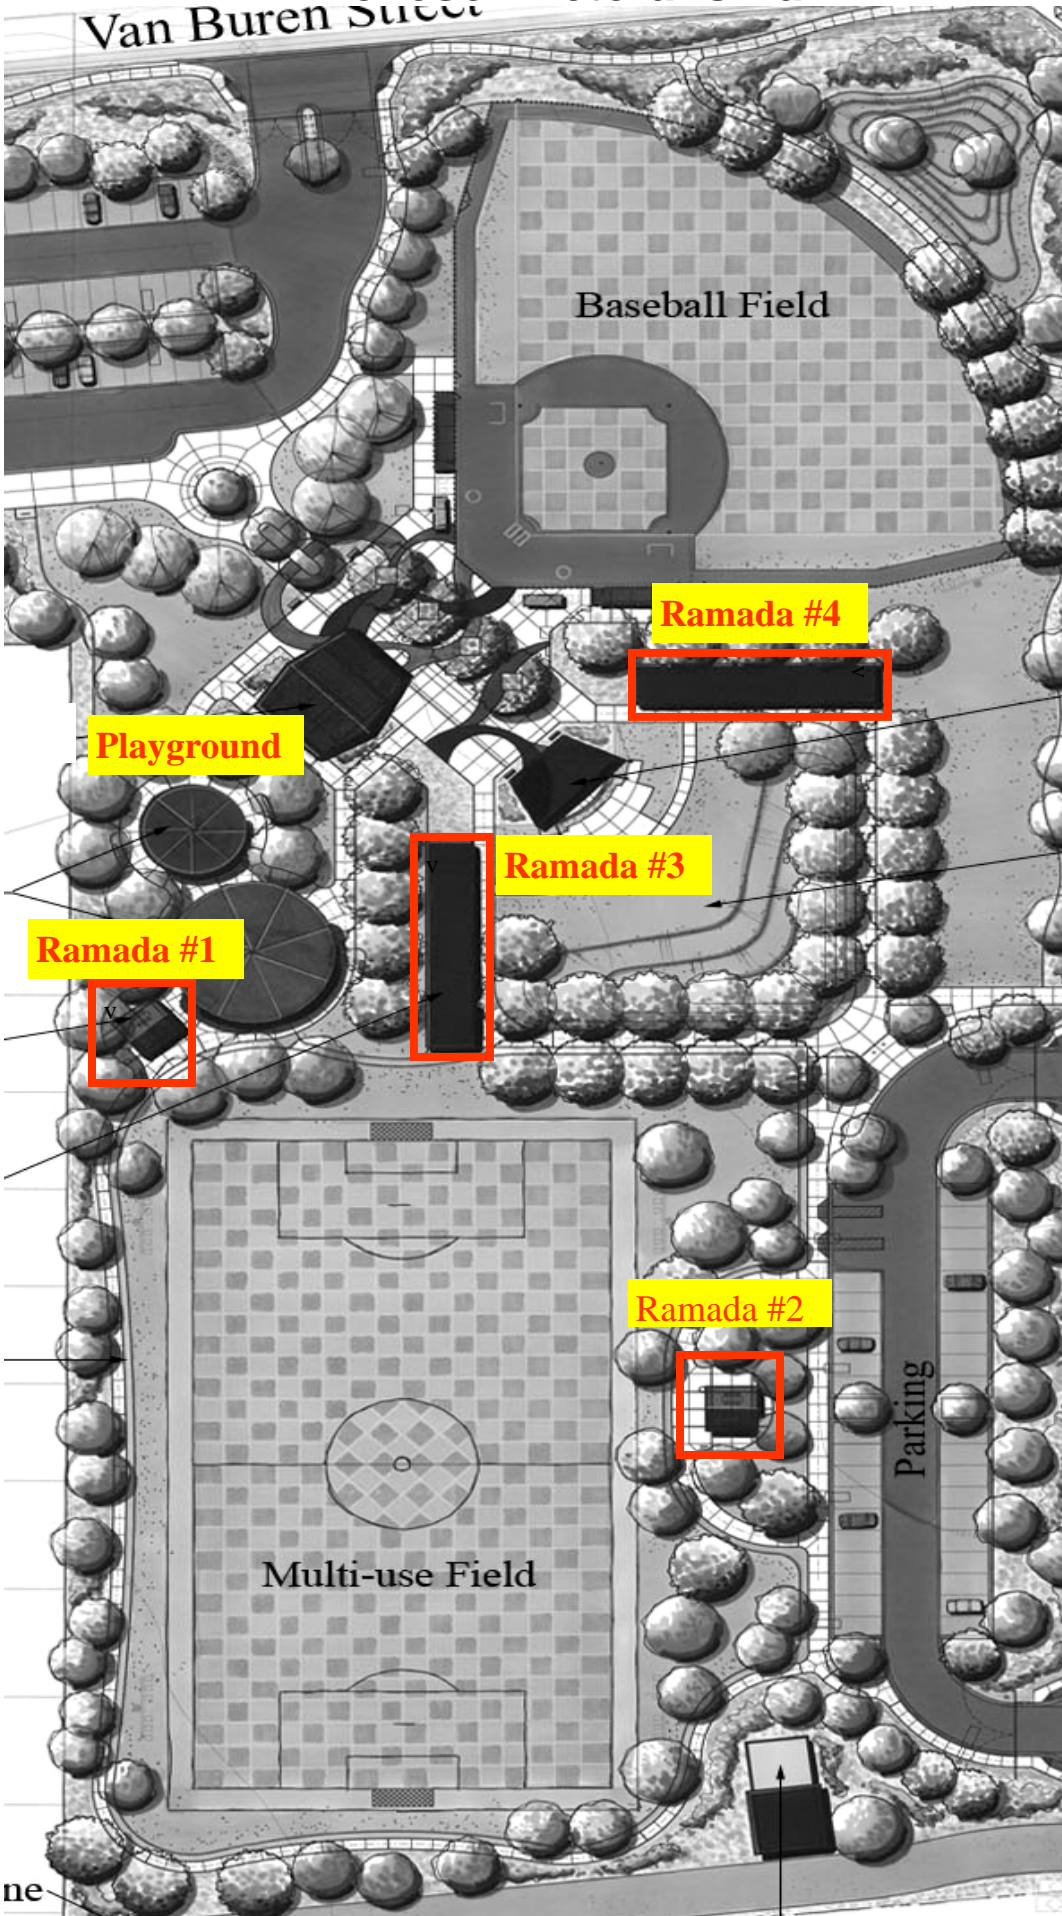 Van Buren Street
Baseball Field
Ramada #4
Playground
Ramada #3
Ramada #1
Ramada #2
Parking
Multi-use Field
ne